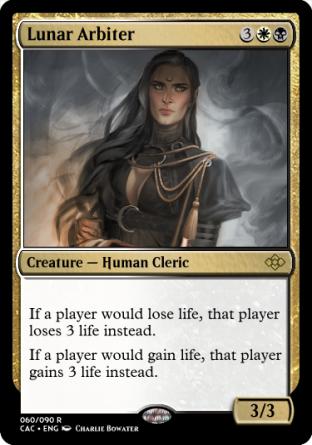 Lunar Arbiter 3
Creature — Human Cleric
If a player would lose life, that player
loses 3 life instead.
If a player would gain life, that player
gains 3 life instead.
060/090 R
CAC • ENG Charlie Bowater
3/3